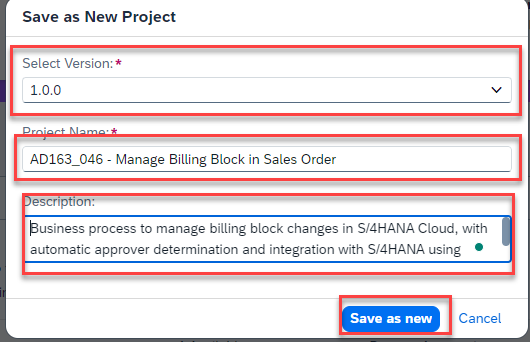 Save as New Project
Select Version:*
1.0.0
Project Name:*
AD163_046 - Manage Billing Block in Sales Order
Description:
Business process to manage billing block changes in S/4HANA Cloud, with
automatic approver determination and integration with S/4HANA using
Save as new
Cancel